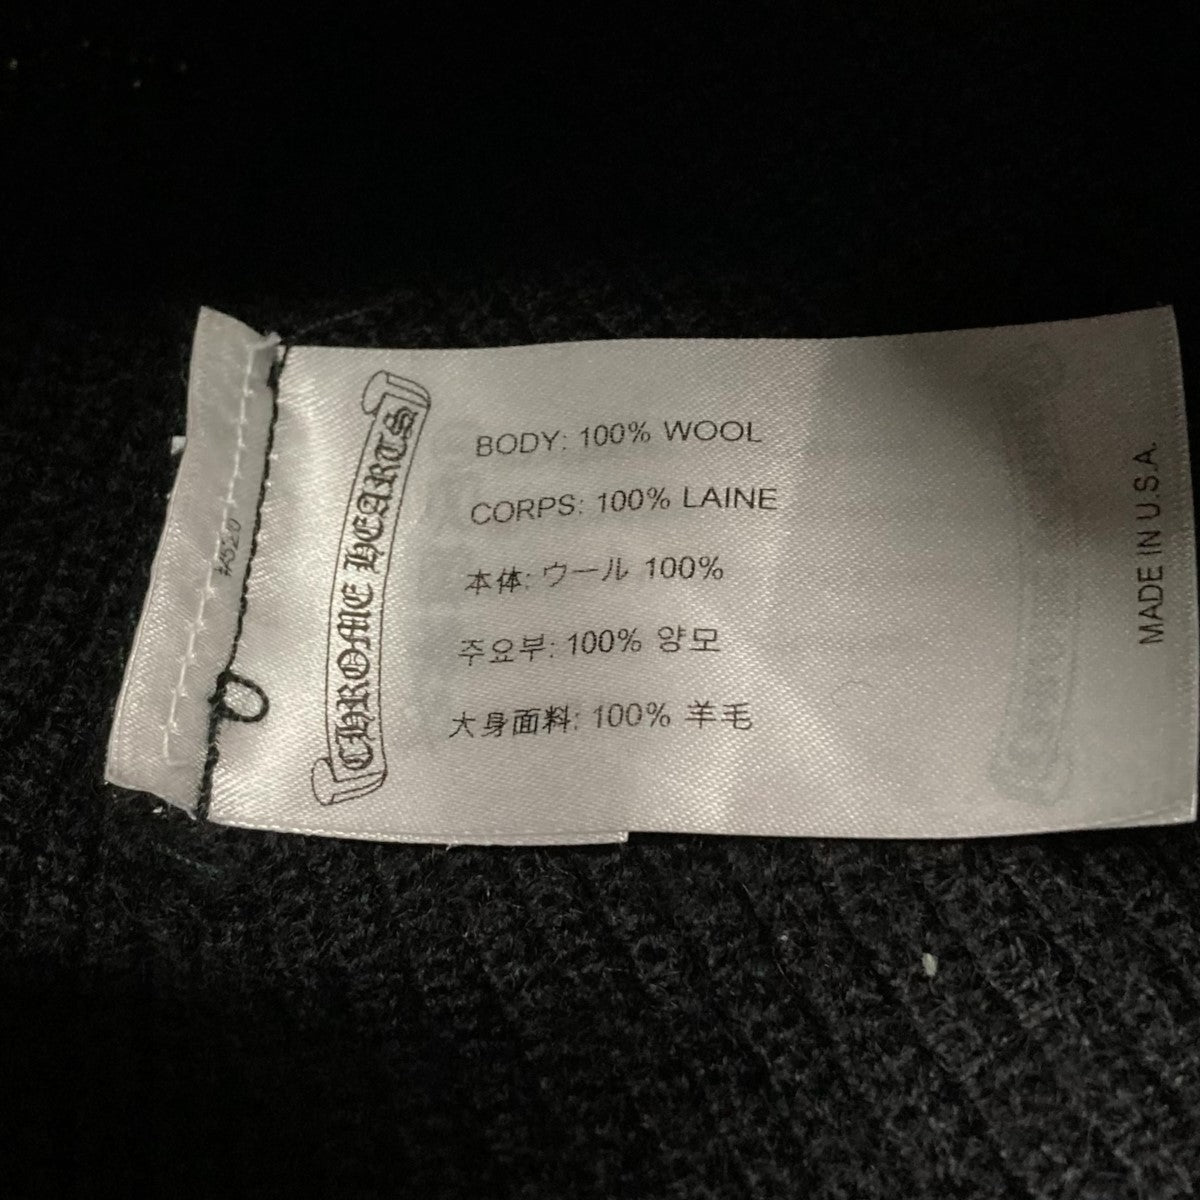 CHROME HEARTS
BODY: 100% WOOL
CORPS: 100% LAINE
本体: ウール 100%
주요부: 100% 양모
大身面料: 100% 羊毛
MADE IN U.S.A.